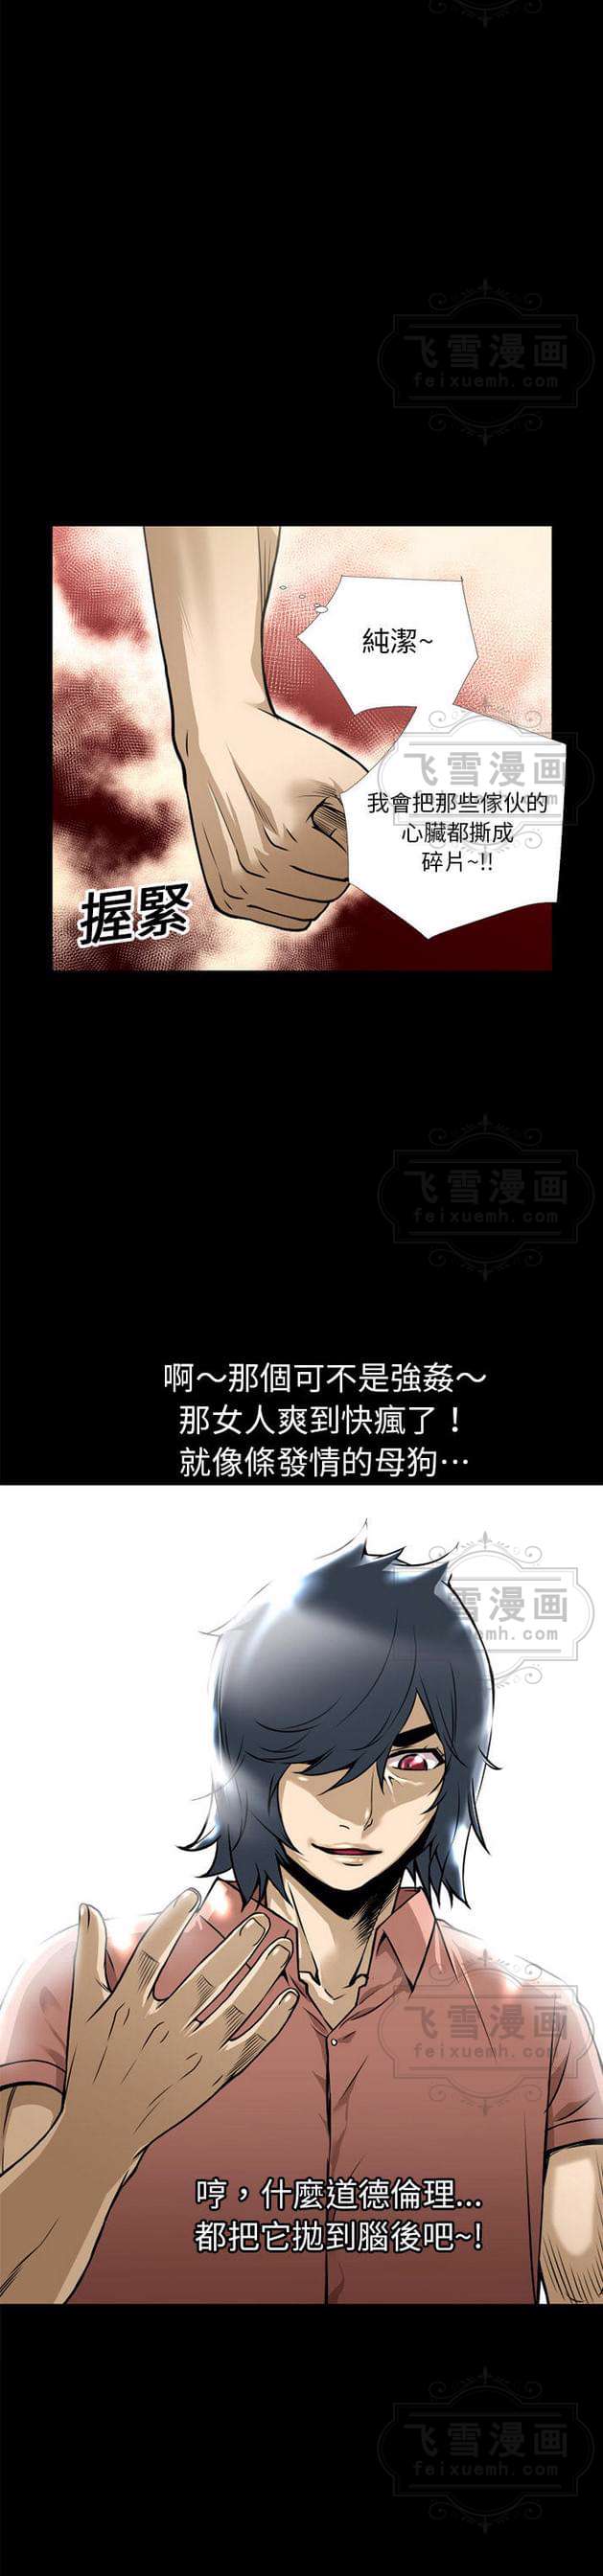 飞雪漫画
feixuemh.com
純潔~
飞雪漫画
feixuemh.com
我會把那些傢伙的
心臟都撕成
碎片~!!
握緊
飞雪漫画
feixuemh.com
啊～那個可不是強姦～
那女人爽到快瘋了！
就像條發情的母狗…
雪漫画
uemh.com
飞雪漫画
feixuemh.com
哼，什麼道德倫理...
都把它拋到腦後吧~!
飞雪漫画
feixuemh.com